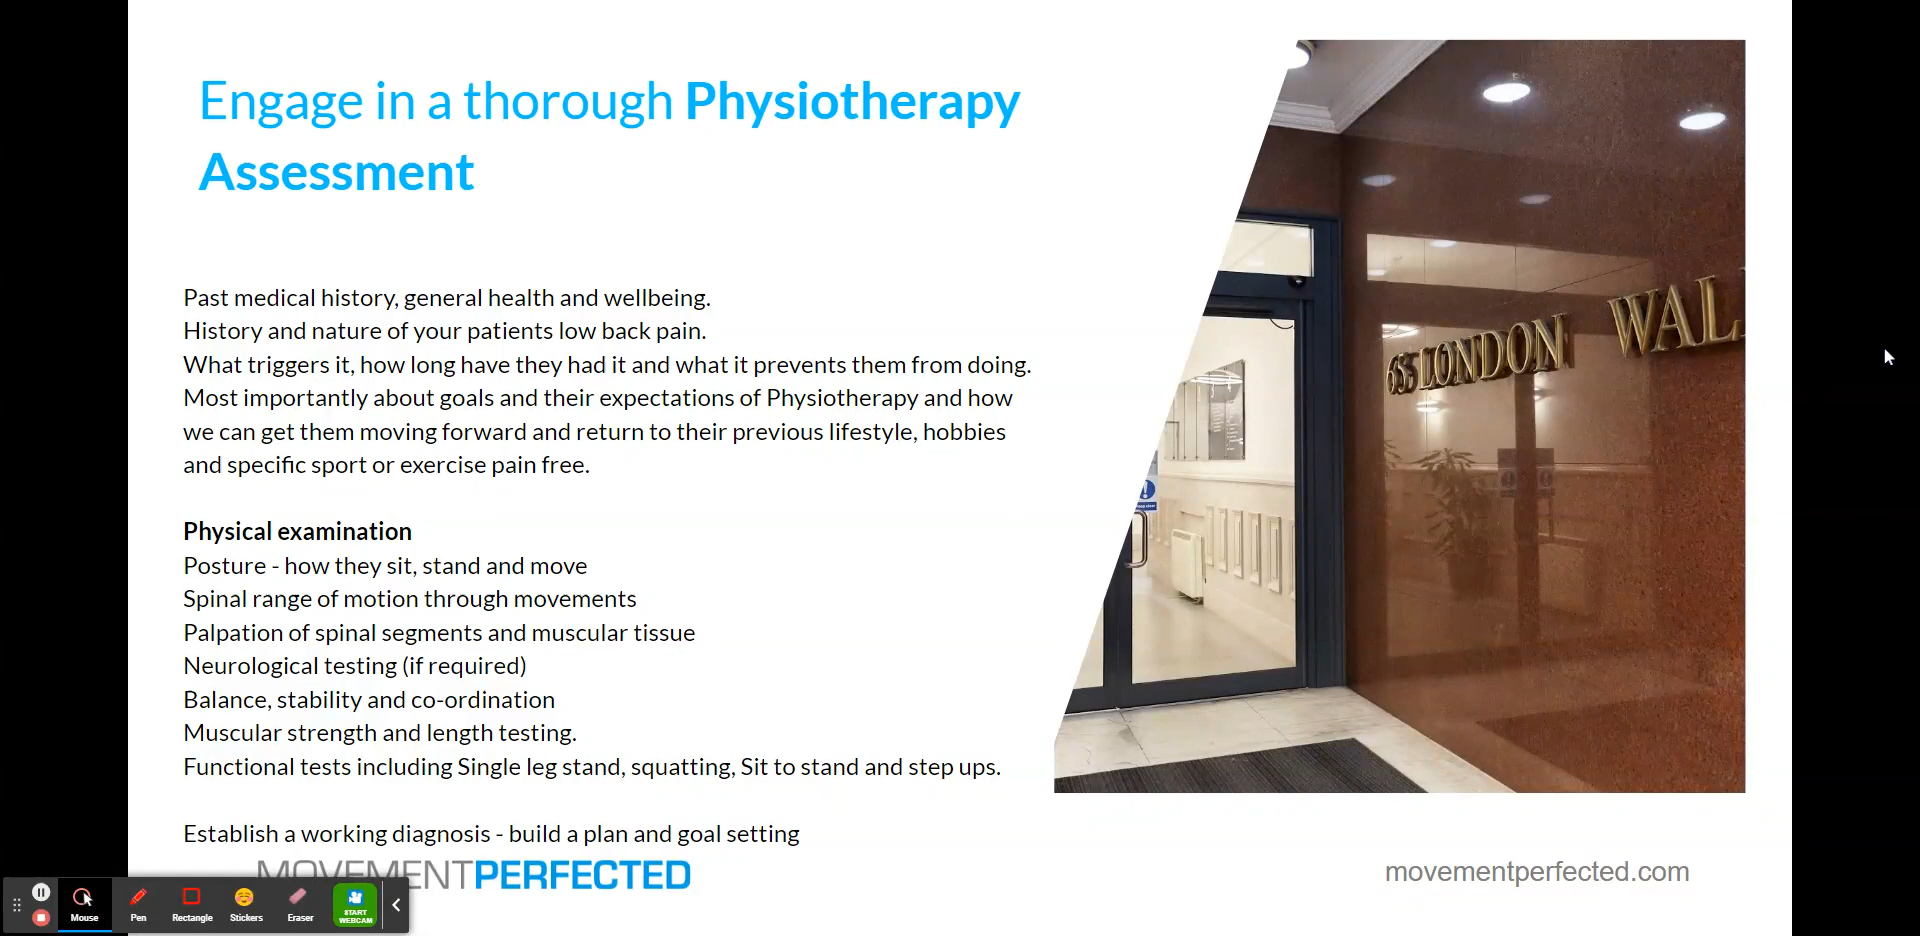 Engage in a thorough Physiotherapy
Assessment
Past medical history, general health and wellbeing.
History and nature of your patients low back pain.
What triggers it, how long have they had it and what it prevents them from doing.
Most importantly about goals and their expectations of Physiotherapy and how
we can get them moving forward and return to their previous lifestyle, hobbies
and specific sport or exercise pain free.
Physical examination
Posture - how they sit, stand and move
Spinal range of motion through movements
Palpation of spinal segments and muscular tissue
Neurological testing (if required)
Balance, stability and co-ordination
Muscular strength and length testing.
Functional tests including Single leg stand, squatting, Sit to stand and step ups.
Establish a working diagnosis - build a plan and goal setting
LONDON WAL
MOVEMENTPERFECTED
movementperfected.com
Mouse
Pen
Rectangle
Stickers
Eraser
START
WEBCAM